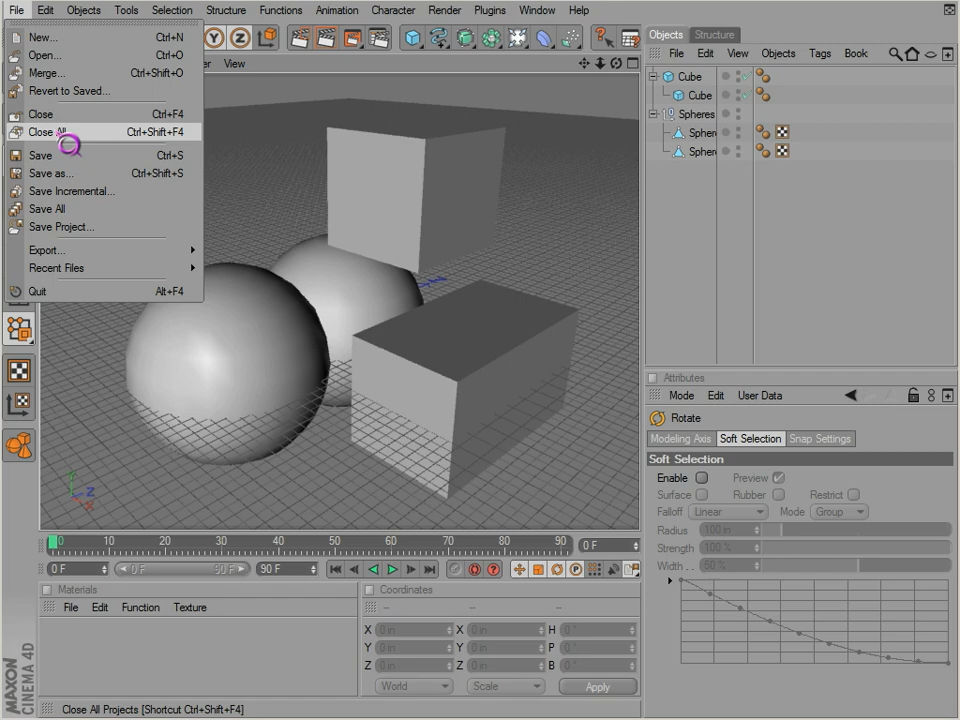 File Edit Objects Tools Selection Structure Functions Animation Character Render Plugins Window Help
New... Ctrl+N
Open... Ctrl+O
Merge... Ctrl+Shift+O
Revert to Saved...
Close Ctrl+F4
Close All Ctrl+Shift+F4
Save Ctrl+S
Save as... Ctrl+Shift+S
Save Incremental...
Save All
Save Project...
Export...
Recent Files
Quit Alt+F4
View
Y Z
Objects Structure
File Edit View Objects Tags Book
Cube
Cube
Spheres
Spher
Spher
Y
Z
X
Attributes
Mode Edit User Data
Rotate
Modeling Axis Soft Selection Snap Settings
Soft Selection
Enable Preview
Surface Rubber Restrict
Falloff Linear Mode Group
Radius 100 in
Strength 100 %
Width . . 50 %
0 10 20 30 40 50 60 70 80 90 0 F
0 F 0 F 90 F 90 F
Materials
File Edit Function Texture
Coordinates
-- -- --
X 0 in X 0 in H 0 °
Y 0 in Y 0 in P 0 °
Z 0 in Z 0 in B 0 °
World Scale Apply
MAXON
CINEMA 4D
Close All Projects [Shortcut Ctrl+Shift+F4]